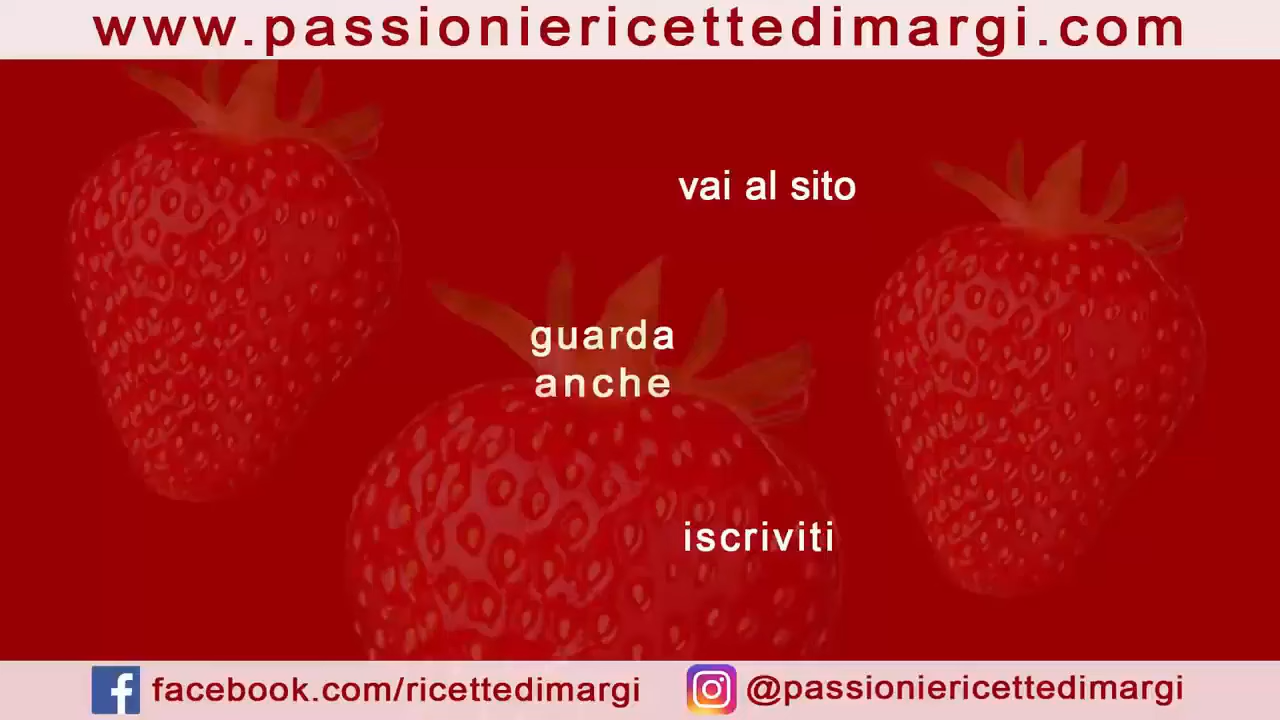 www.passioniericettedimargi.com
vai al sito
guarda
anche
iscriviti
facebook.com/ricettedimargi
@passioniericettedimargi